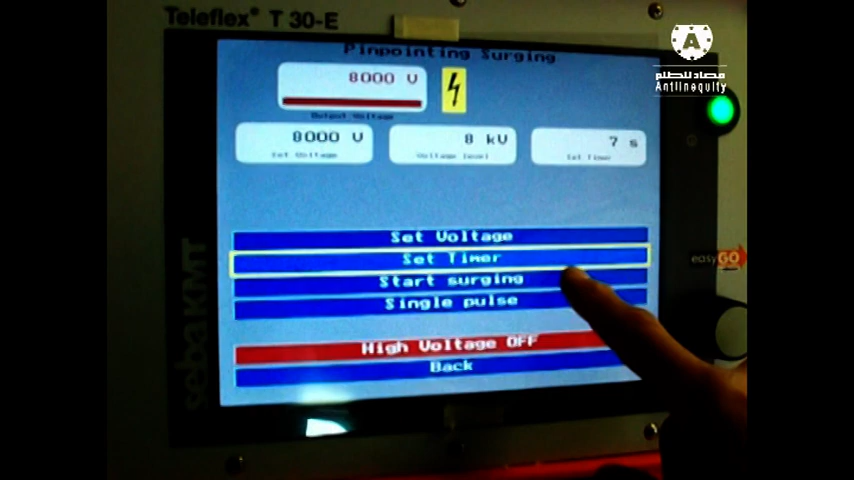 Teleflex® T 30-E
Pinpointing Surging
8000 V
Output Voltage
8000 V
Set Voltage
8 kV
Voltage level
7 s
Set Timer
Set Voltage
Set Timer
Start surging
Single pulse
High Voltage OFF
Back
sebaKMT
easyGO
A
مصاد للظلم
Antiinequity